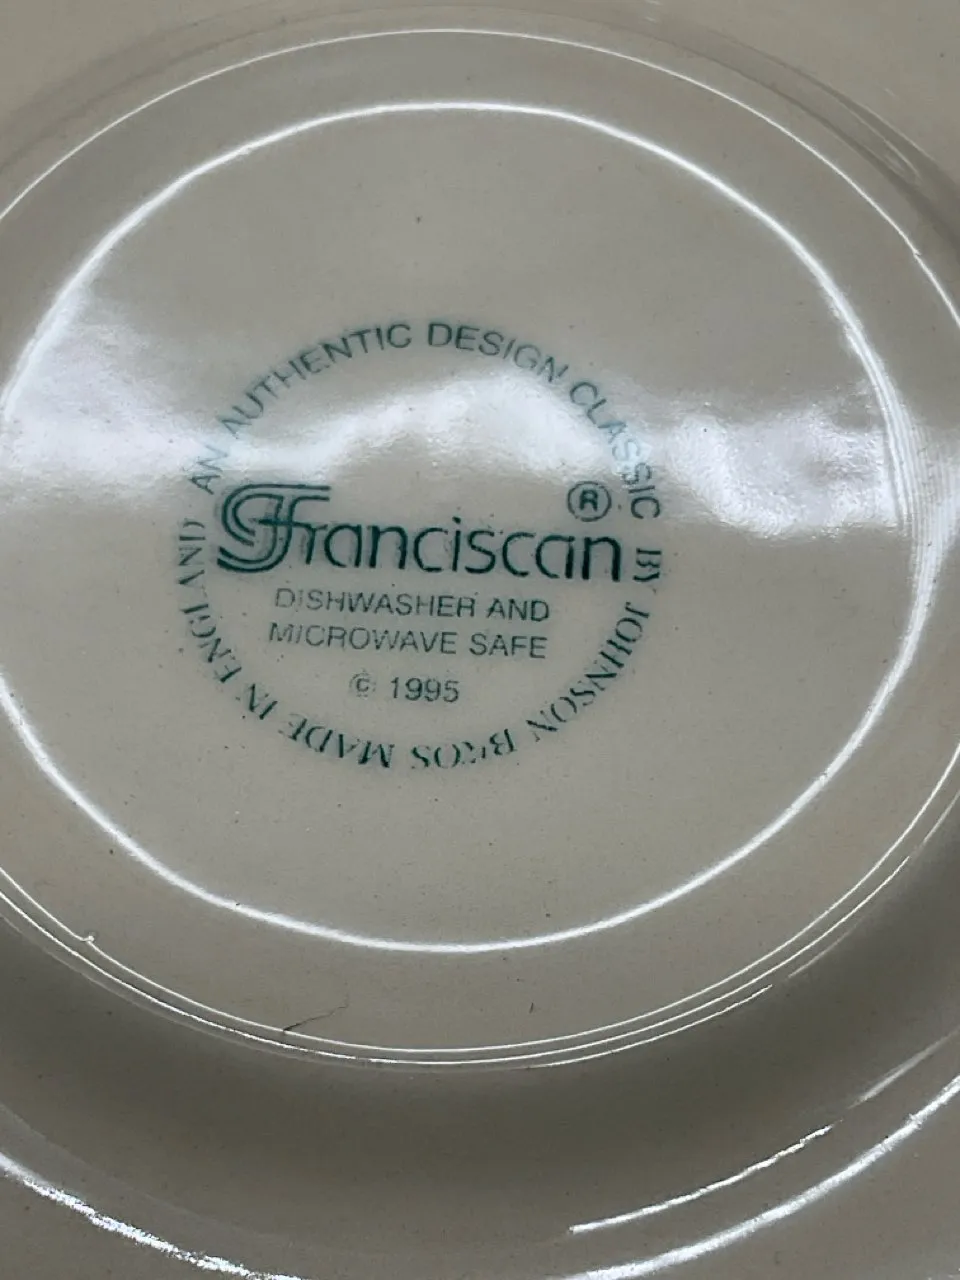 AN AUTHENTIC DESIGN CLASSIC BY JOHNSON BROS MADE IN ENGLAND
Franciscan ®
DISHWASHER AND
MICROWAVE SAFE
© 1995